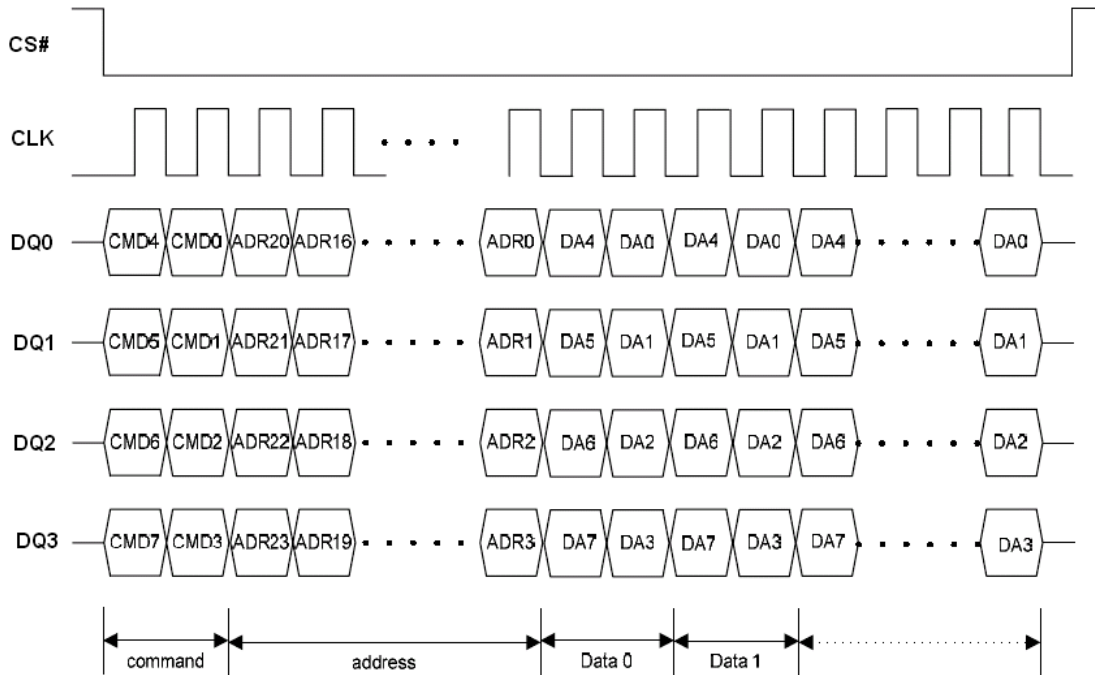 CS#
CLK
DQ0 CMD4 CMD0 ADR20 ADR16 ADR0 DA4 DA0 DA4 DA0 DA4 DA0
DQ1 CMD5 CMD1 ADR21 ADR17 ADR1 DA5 DA1 DA5 DA1 DA5 DA1
DQ2 CMD6 CMD2 ADR22 ADR18 ADR2 DA6 DA2 DA6 DA2 DA6 DA2
DQ3 CMD7 CMD3 ADR23 ADR19 ADR3 DA7 DA3 DA7 DA3 DA7 DA3
command address Data 0 Data 1